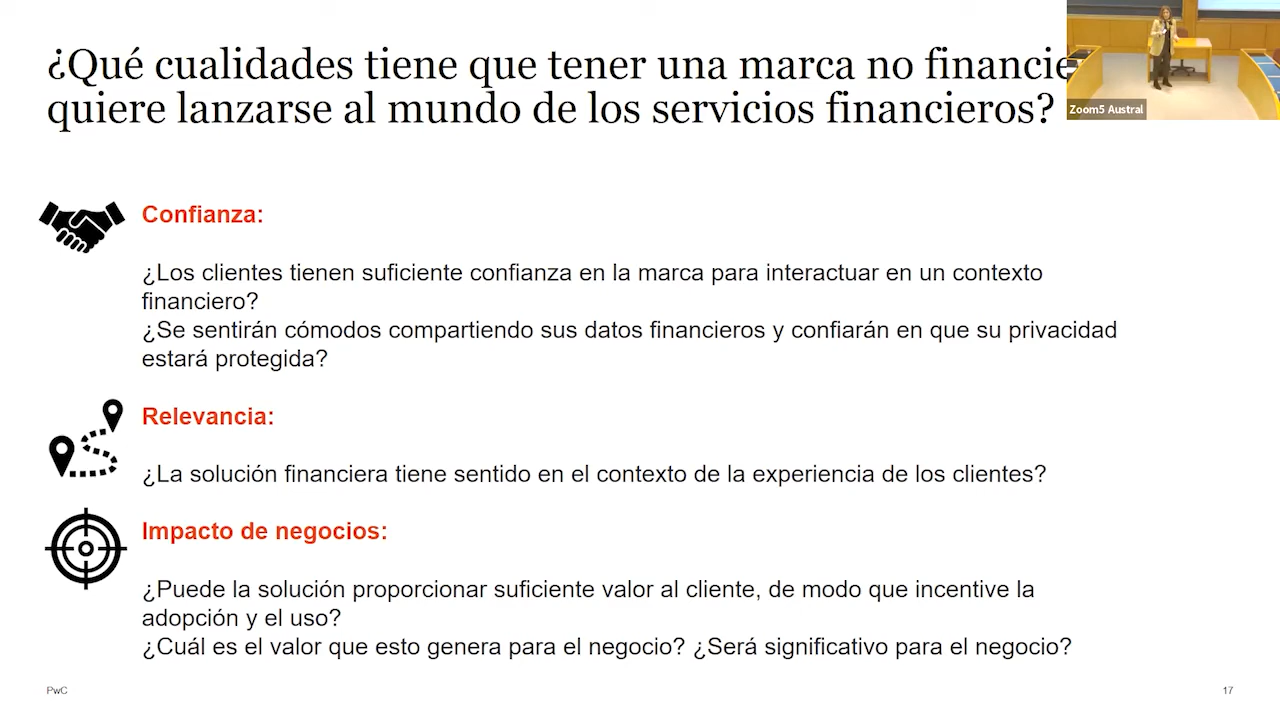 ¿Qué cualidades tiene que tener una marca no
quiere lanzarse al mundo de los servicios financieros?
Zoom5 Austral
Confianza:
¿Los clientes tienen suficiente confianza en la marca para interactuar en un contexto
financiero?
¿Se sentirán cómodos compartiendo sus datos financieros y confiarán en que su privacidad
estará protegida?
Relevancia:
¿La solución financiera tiene sentido en el contexto de la experiencia de los clientes?
Impacto de negocios:
¿Puede la solución proporcionar suficiente valor al cliente, de modo que incentive la
adopción y el uso?
¿Cuál es el valor que esto genera para el negocio? ¿Será significativo para el negocio?
PwC
17